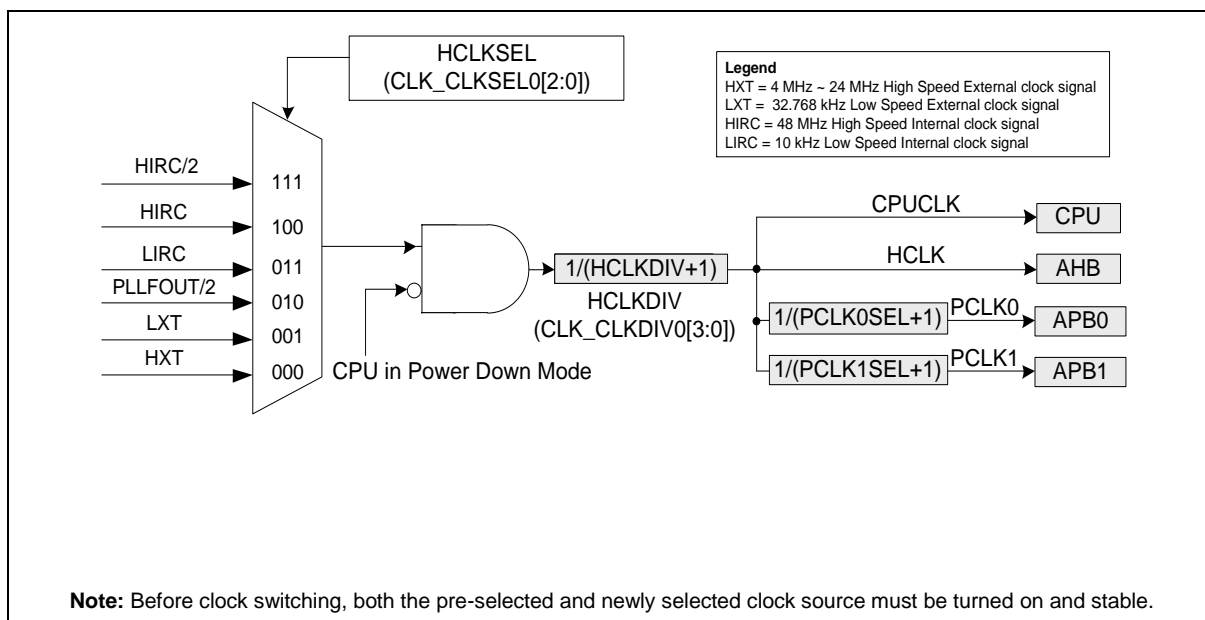 HCLKSEL
(CLK_CLKSEL0[2:0])
Legend
HXT = 4 MHz ~ 24 MHz High Speed External clock signal
LXT = 32.768 kHz Low Speed External clock signal
HIRC = 48 MHz High Speed Internal clock signal
LIRC = 10 kHz Low Speed Internal clock signal
HIRC/2
111
HIRC
100
LIRC
011
PLLFOUT/2
010
LXT
001
HXT
000
CPU in Power Down Mode
1/(HCLKDIV+1)
HCLKDIV
(CLK_CLKDIV0[3:0])
CPUCLK
CPU
HCLK
AHB
1/(PCLK0SEL+1)
PCLK0
APB0
1/(PCLK1SEL+1)
PCLK1
APB1
Note: Before clock switching, both the pre-selected and newly selected clock source must be turned on and stable.